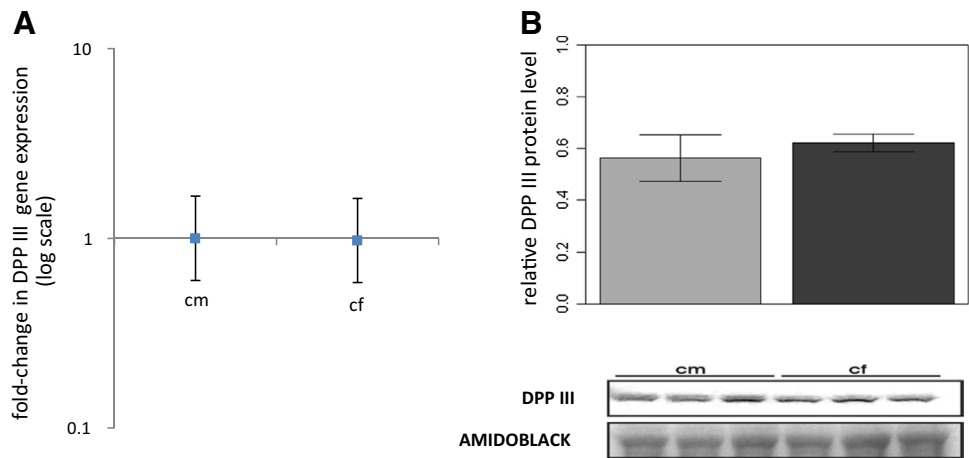 A
fold-change in DPP III gene expression
(log scale)
10
1
0.1
cm
cf
B
relative DPP III protein level
1.0
0.8
0.6
0.4
0.2
0.0
cm cf
DPP III
AMIDOBLACK